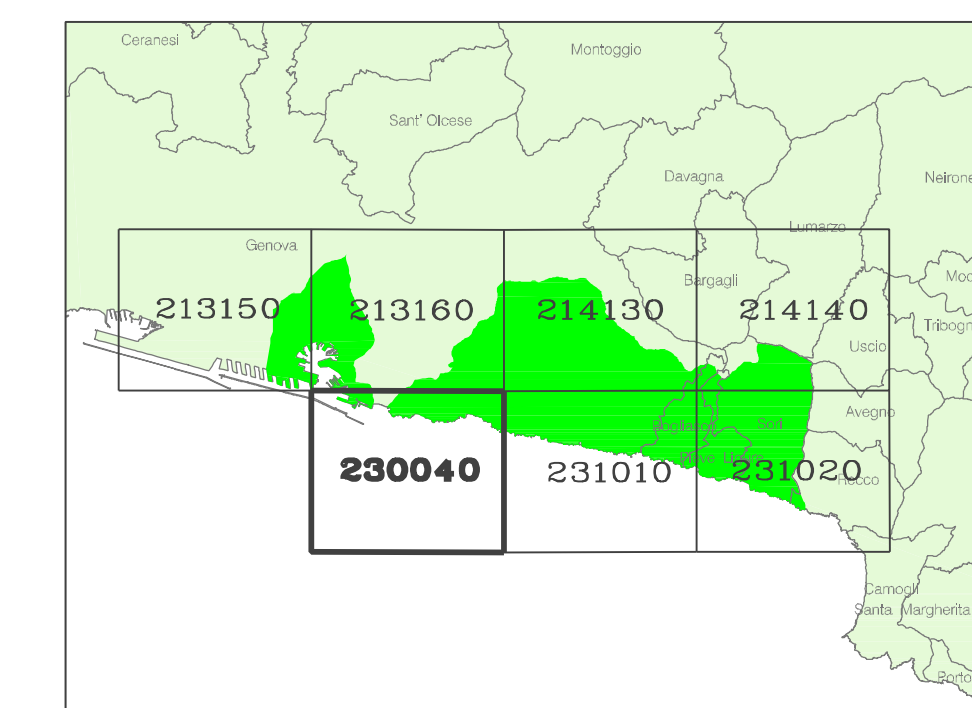 Ceranesi
Montoggio
Sant' Olcese
Davagna
Neirone
Lumarzo
Genova
Bargagli
213150
213160
214130
214140
Tribogn
Uscio
Avegno
Bogliasco
Sori
Pieve Ligure
230040
231010
231020
Recco
Camogli
Santa Margherita